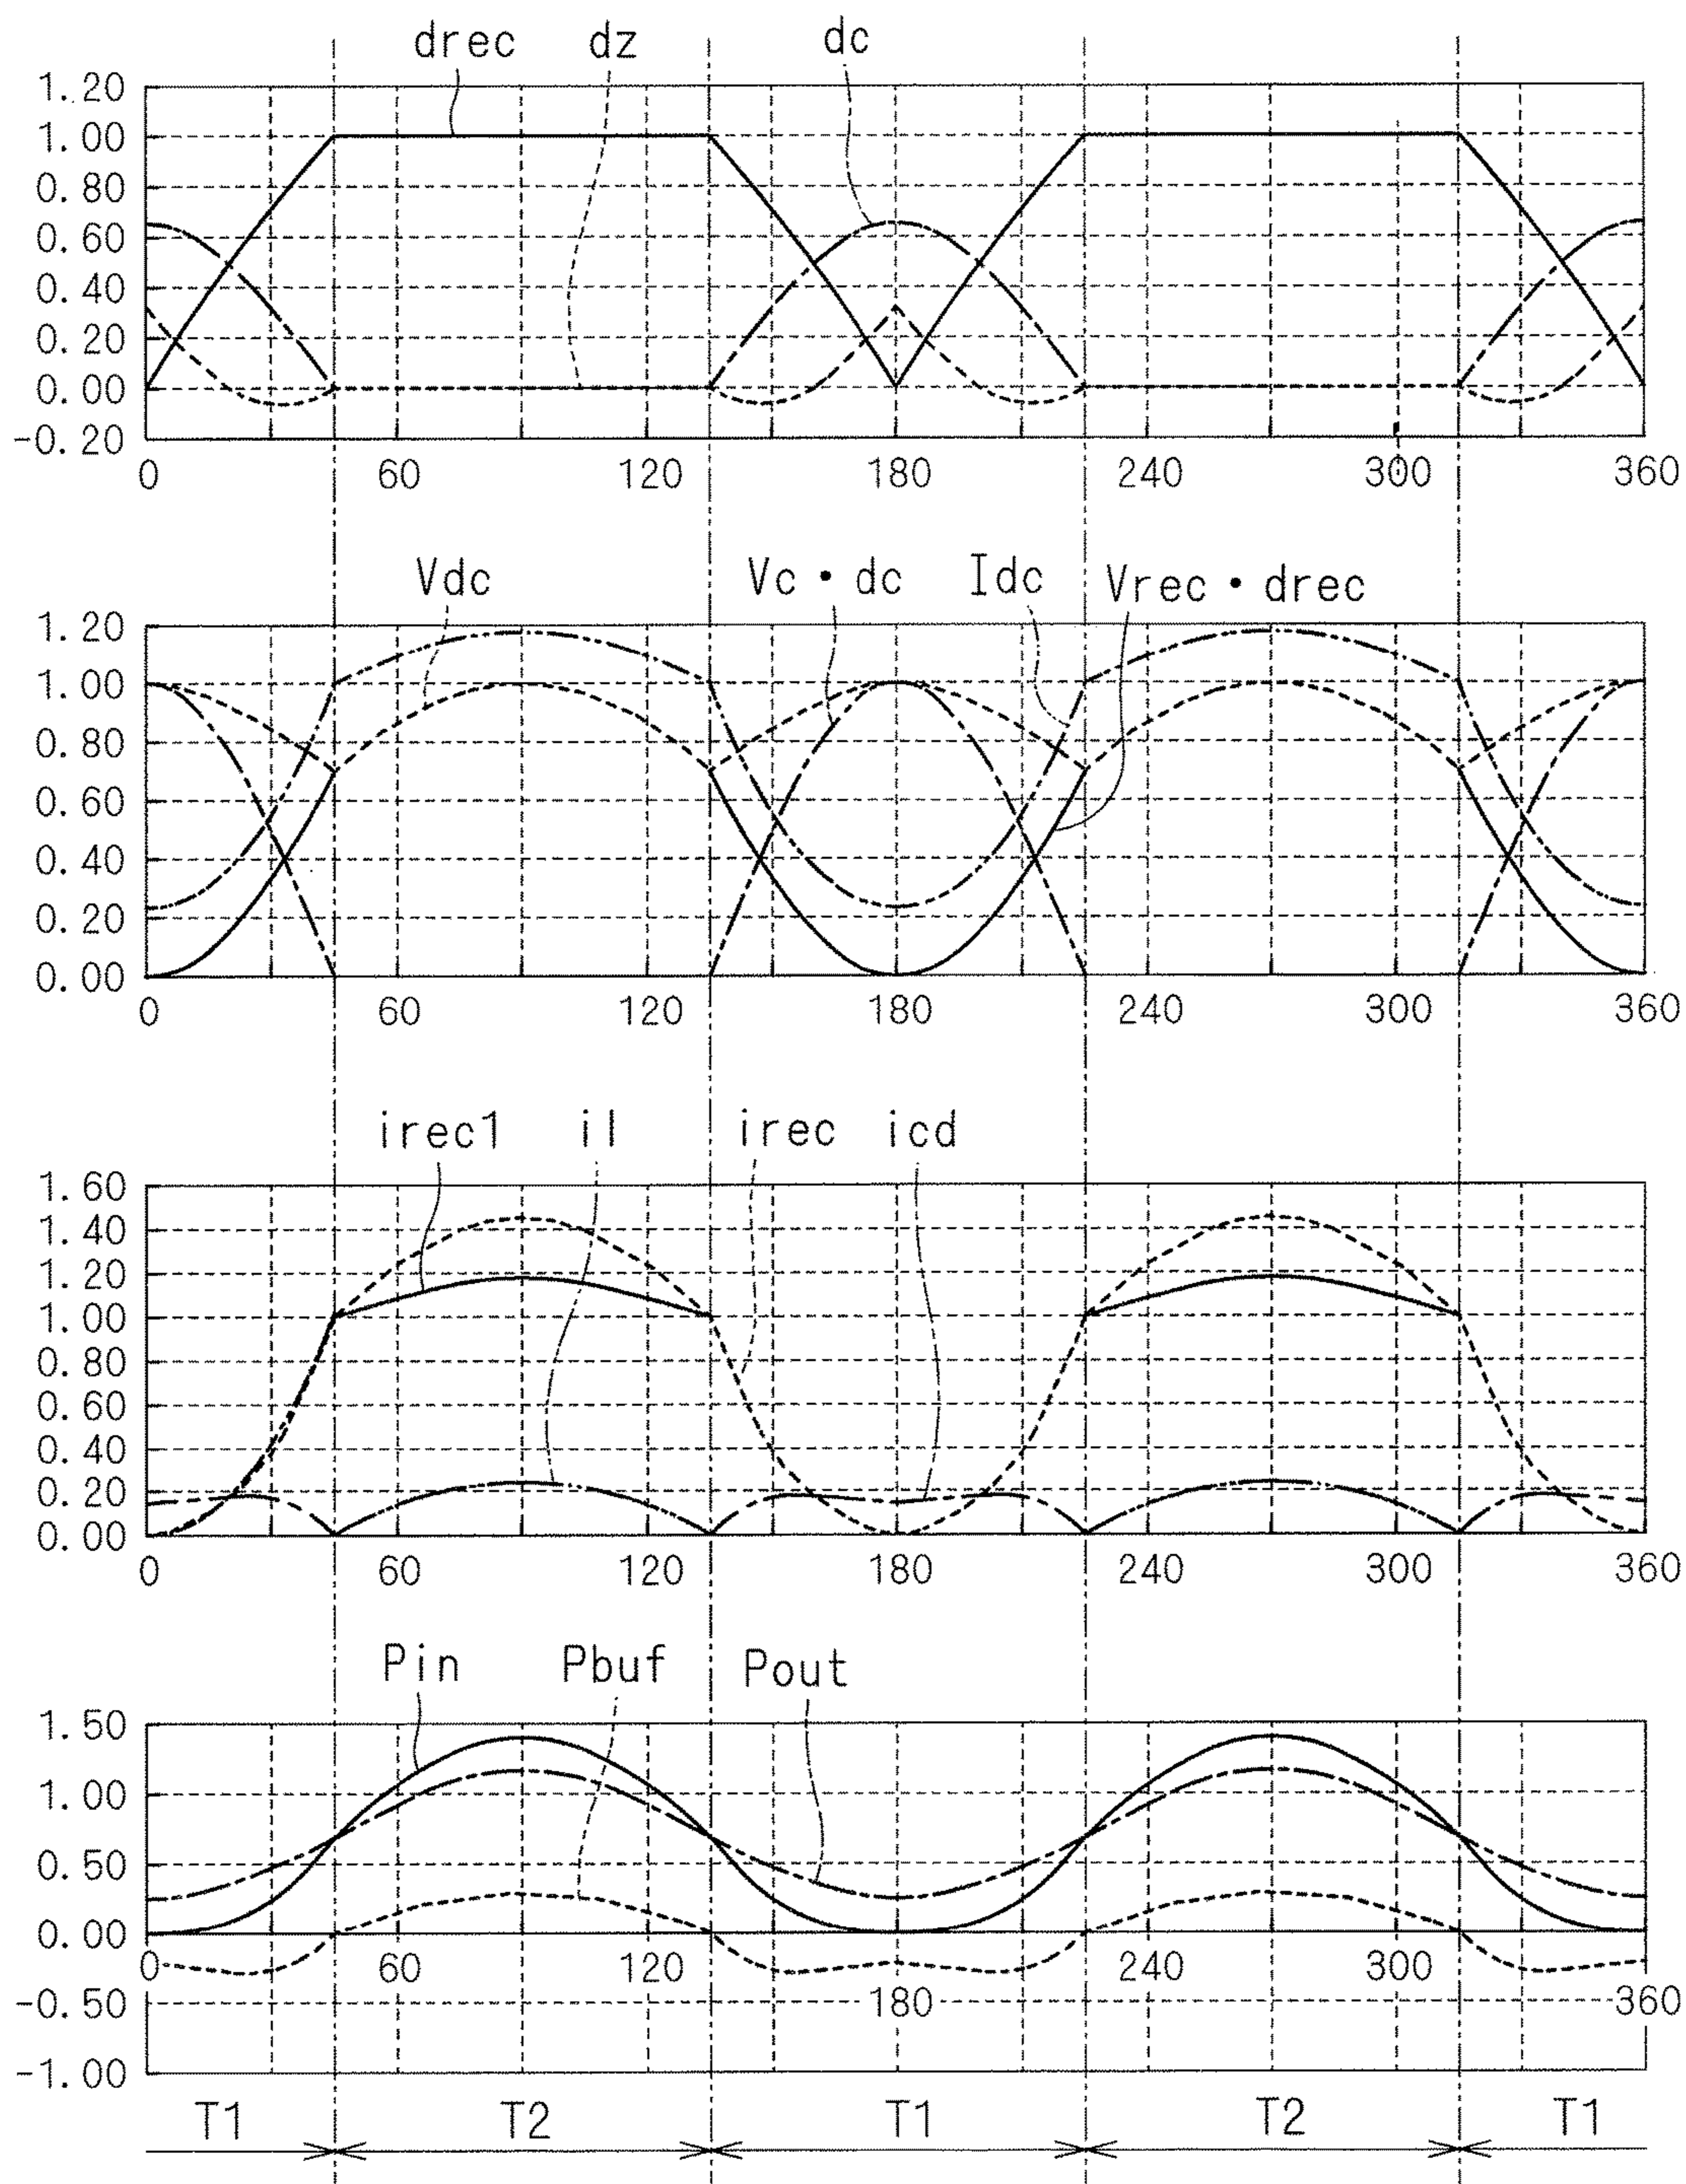 drec dz dc
1.20
1.00
0.80
0.60
0.40
0.20
0.00
-0.20
0 60 120 180 240 300 360
Vdc Vc・dc Idc Vrec・drec
1.20
1.00
0.80
0.60
0.40
0.20
0.00
0 60 120 180 240 300 360
irec1 il irec icd
1.60
1.40
1.20
1.00
0.80
0.60
0.40
0.20
0.00
0 60 120 180 240 300 360
Pin Pbuf Pout
1.50
1.00
0.50
0.00
0 60 120 240 300
-0.50 180 360
-1.00
T1 T2 T1 T2 T1